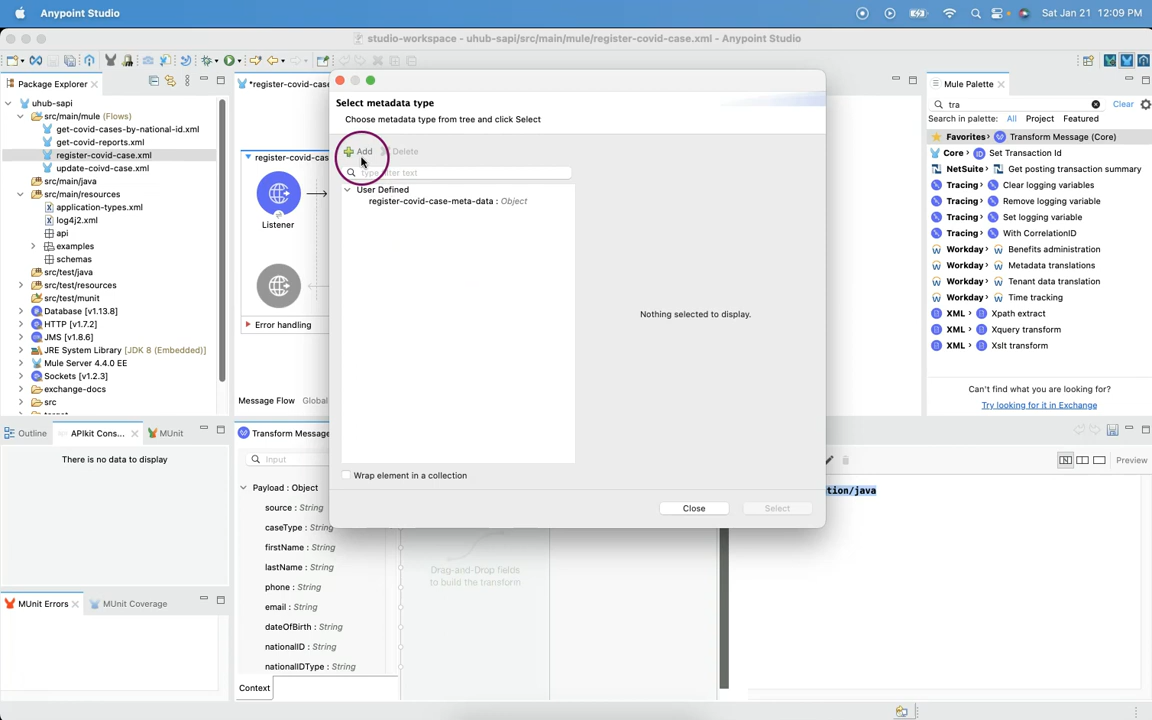 Anypoint Studio
Sat Jan 21 12:09 PM
studio-workspace - uhub-sapi/src/main/mule/register-covid-case.xml - Anypoint Studio
Package Explorer
uhub-sapi
src/main/mule (Flows)
get-covid-cases-by-national-id.xml
get-covid-reports.xml
register-covid-case.xml
update-coivd-case.xml
src/main/java
src/main/resources
application-types.xml
log4j2.xml
api
examples
schemas
src/test/java
src/test/resources
src/test/munit
Database [v1.13.8]
HTTP [v1.7.2]
JMS [v1.8.6]
JRE System Library [JDK 8 (Embedded)]
Mule Server 4.4.0 EE
Sockets [v1.2.3]
exchange-docs
src
*register-covid-case
register-covid-cas
Listener
Error handling
Message Flow Global
Select metadata type
Choose metadata type from tree and click Select
Add Delete
type filter text
User Defined
register-covid-case-meta-data : Object
Nothing selected to display.
Wrap element in a collection
Close Select
Mule Palette
tra
Clear
Search in palette: All Project Featured
Favorites> Transform Message (Core)
Core> Set Transaction Id
NetSuite> Get posting transaction summary
Tracing> Clear logging variables
Tracing> Remove logging variable
Tracing> Set logging variable
Tracing> With CorrelationID
Workday> Benefits administration
Workday> Metadata translations
Workday> Tenant data translation
Workday> Time tracking
XML > Xpath extract
XML > Xquery transform
XML > Xslt transform
Can't find what you are looking for?
Try looking for it in Exchange
Outline APIkit Cons... MUnit
There is no data to display
MUnit Errors MUnit Coverage
Transform Message
Input
Payload : Object
source : String
caseType : String
firstName : String
lastName : String
phone : String
email : String
dateOfBirth : String
nationalID : String
nationalIDType : String
Context
Drag-and-Drop fields
to build the transform
Preview
tion/java